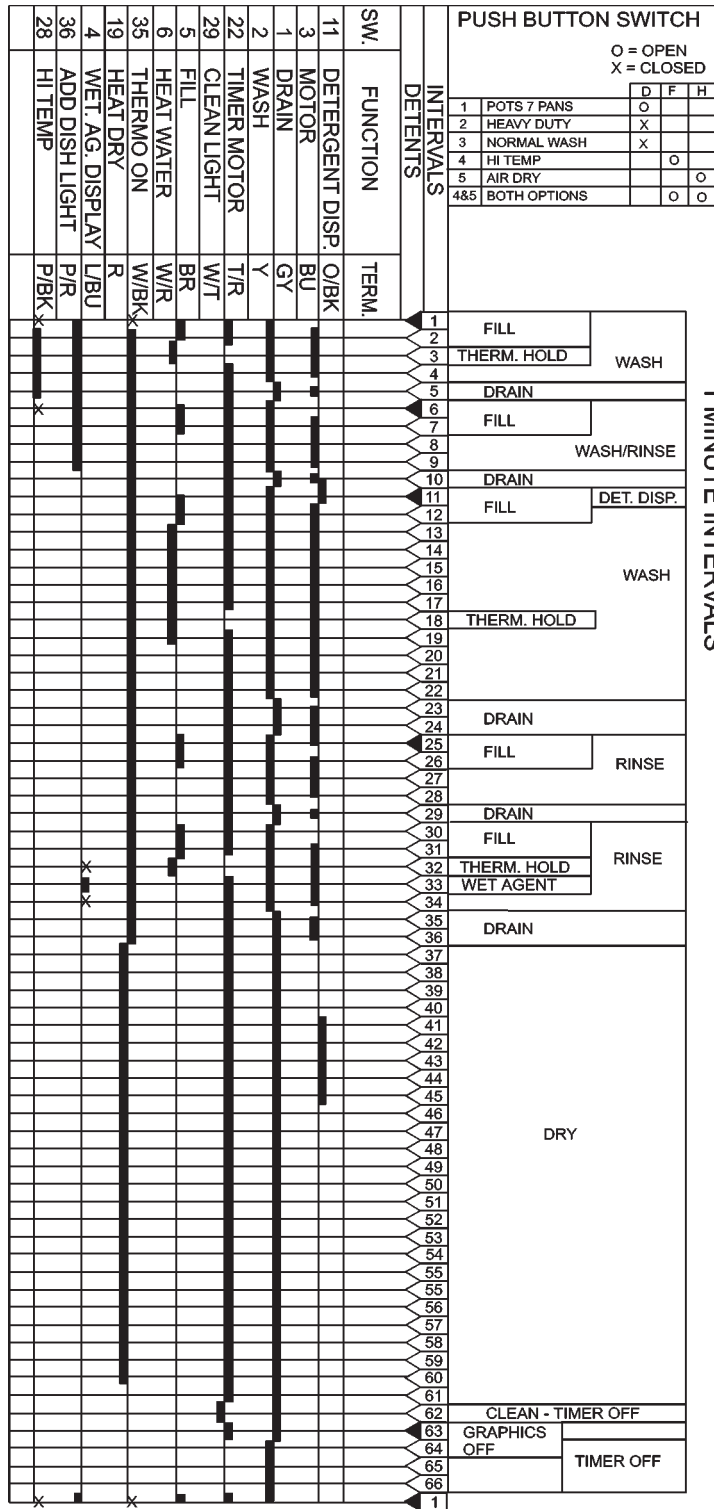 PUSH BUTTON SWITCH
O = OPEN
X = CLOSED
D F H
1 POTS 7 PANS O
2 HEAVY DUTY X
3 NORMAL WASH X
4 HI TEMP O
5 AIR DRY O
4&5 BOTH OPTIONS O O
INTERVALS
DETENTS
SW. FUNCTION TERM.
11 DETERGENT DISP. O/BK
3 MOTOR BU
1 DRAIN GY
2 WASH Y
22 TIMER MOTOR T/R
29 CLEAN LIGHT W/T
5 FILL BR
6 HEAT WATER W/R
35 THERMO ON W/BK
19 HEAT DRY R
4 WET. AG. DISPLAY L/BU
36 ADD DISH LIGHT P/R
28 HI TEMP P/BK
1 MINUTE INTERVALS
X X 1
2 FILL
3 THERM. HOLD WASH
4
5 DRAIN
X 6
7 FILL
8 WASH/RINSE
9
10 DRAIN
11 DET. DISP.
12 FILL
13
14
15
16 WASH
17
18 THERM. HOLD
19
20
21
22
23
24 DRAIN
25
26 FILL RINSE
27
28
29 DRAIN
30
31 FILL
X 32 THERM. HOLD RINSE
33 WET AGENT
X 34
35
36 DRAIN
37
38
39
40
41
42
43
44
45
46
47 DRY
48
49
50
51
52
53
54
55
55
56
57
58
59
60
61
62 CLEAN - TIMER OFF
63 GRAPHICS
64 OFF
65 TIMER OFF
66
X X 1